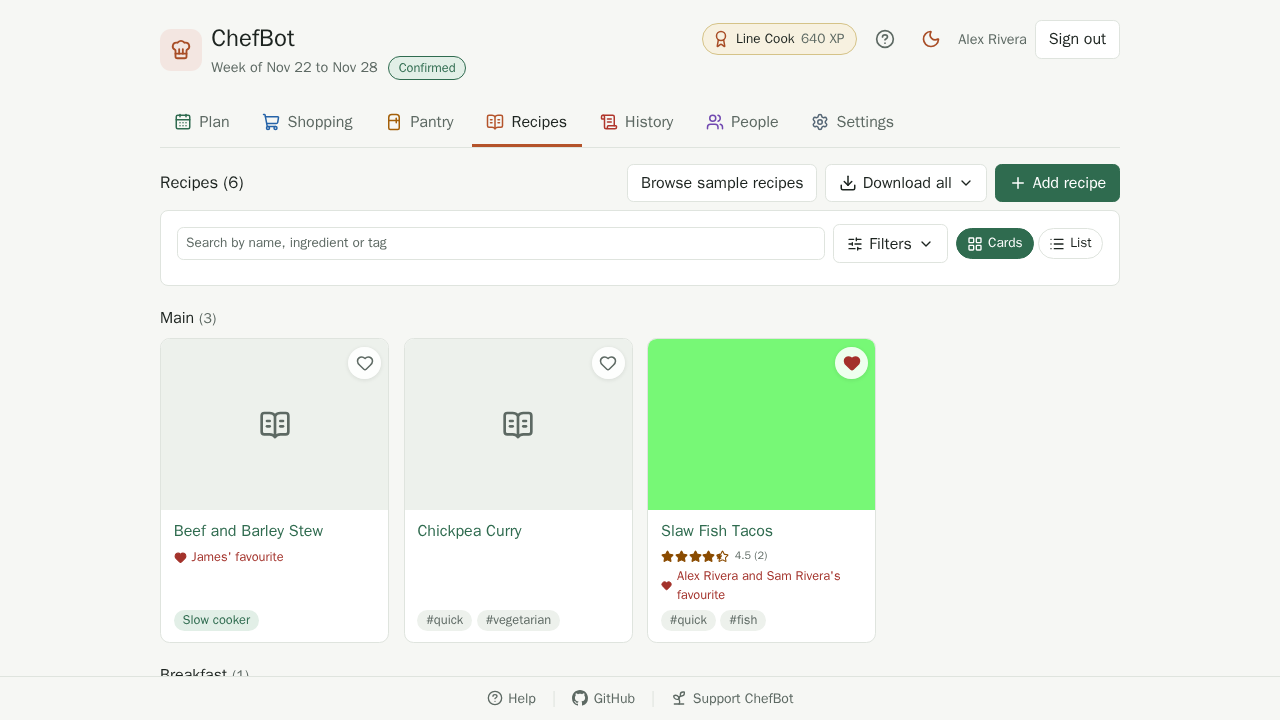 ChefBot
Week of Nov 22 to Nov 28 Confirmed
Line Cook 640 XP
Alex Rivera
Sign out
Plan
Shopping
Pantry
Recipes
History
People
Settings
Recipes (6)
Browse sample recipes
Download all
Add recipe
Search by name, ingredient or tag
Filters
Cards
List
Main (3)
Beef and Barley Stew
James' favourite
Slow cooker
Chickpea Curry
#quick #vegetarian
Slaw Fish Tacos
4.5 (2)
Alex Rivera and Sam Rivera's
favourite
#quick #fish
Breakfast (1)
Help
GitHub
Support ChefBot